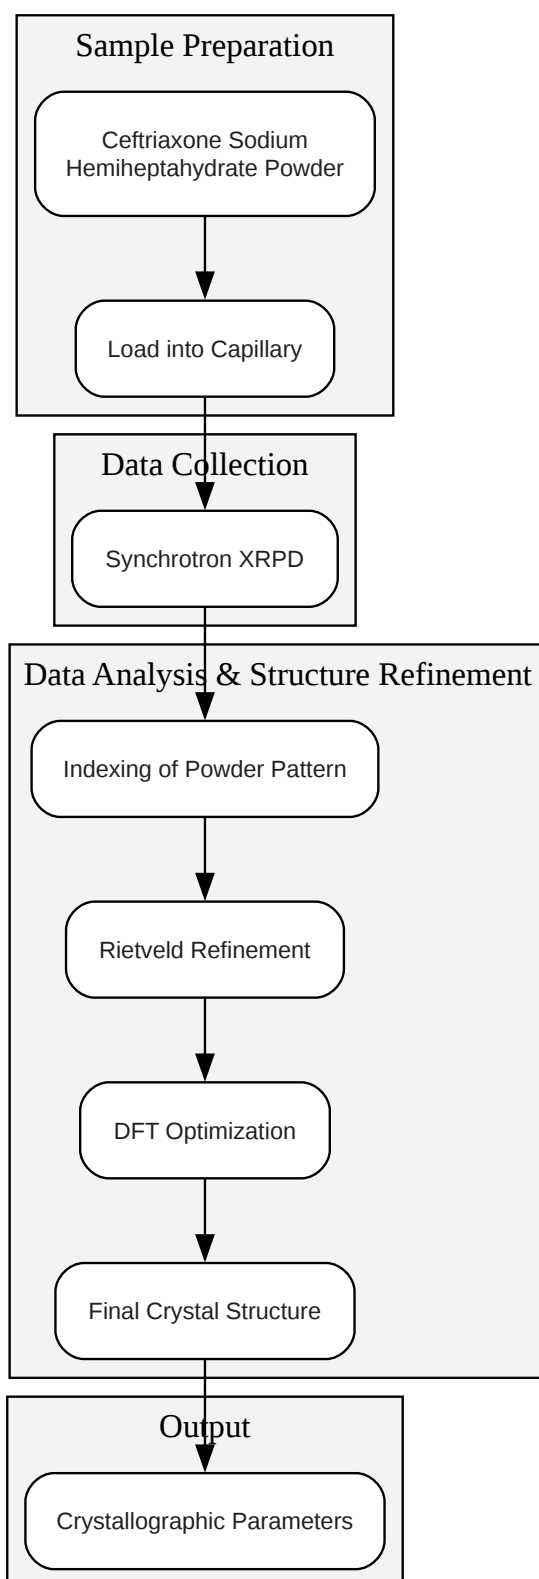 Sample Preparation
Ceftriaxone Sodium
Hemiheptahydrate Powder
Load into Capillary
Data Collection
Synchrotron XRPD
Data Analysis & Structure Refinement
Indexing of Powder Pattern
Rietveld Refinement
DFT Optimization
Final Crystal Structure
Output
Crystallographic Parameters